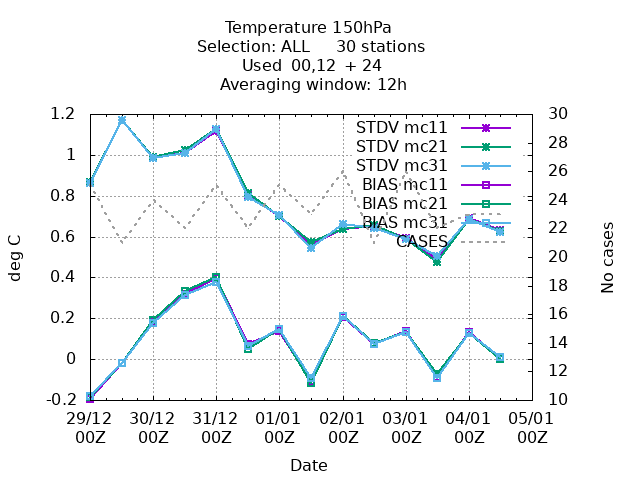 Temperature 150hPa
Selection: ALL 30 stations
Used 00,12 + 24
Averaging window: 12h
1.2
1
0.8
0.6
0.4
0.2
0
-0.2
deg C
30
28
26
24
22
20
18
16
14
12
10
No cases
STDV mc11
STDV mc21
STDV mc31
BIAS mc11
BIAS mc21
BIAS mc31
CASES
29/12 30/12 31/12 01/01 02/01 03/01 04/01 05/01
00Z 00Z 00Z 00Z 00Z 00Z 00Z 00Z
Date